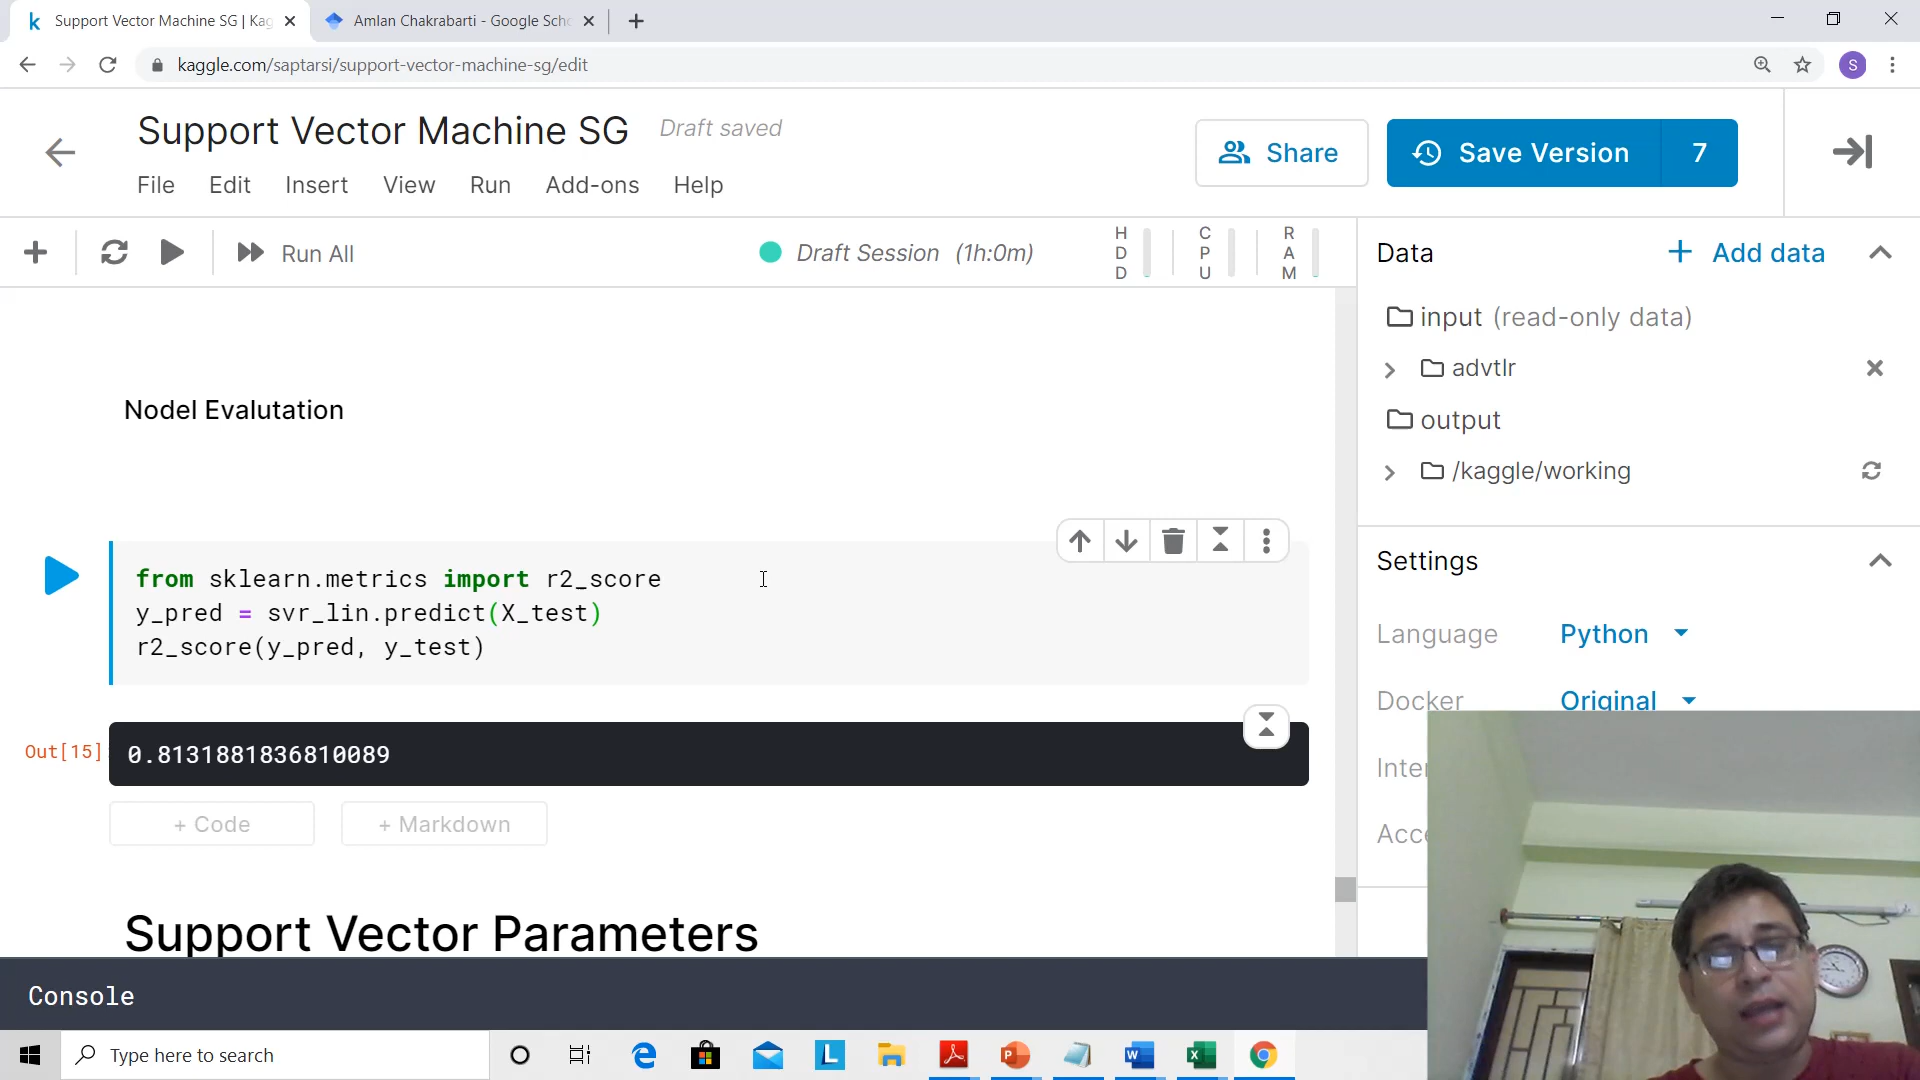 Support Vector Machine SG | Kag
Amlan Chakrabarti - Google Scho
kaggle.com/saptarsi/support-vector-machine-sg/edit
S
Support Vector Machine SG
Draft saved
File Edit Insert View Run Add-ons Help
Share
Save Version
7
Run All
Draft Session (1h:0m)
HDD
CPU
RAM
Data
Add data
input (read-only data)
advtlr
output
/kaggle/working
Settings
Language Python
Docker Original
Inter
Acce
Nodel Evalutation
from sklearn.metrics import r2_score
y_pred = svr_lin.predict(X_test)
r2_score(y_pred, y_test)
Out[15]
0.8131881836810089
+ Code
+ Markdown
Support Vector Parameters
Console
Type here to search